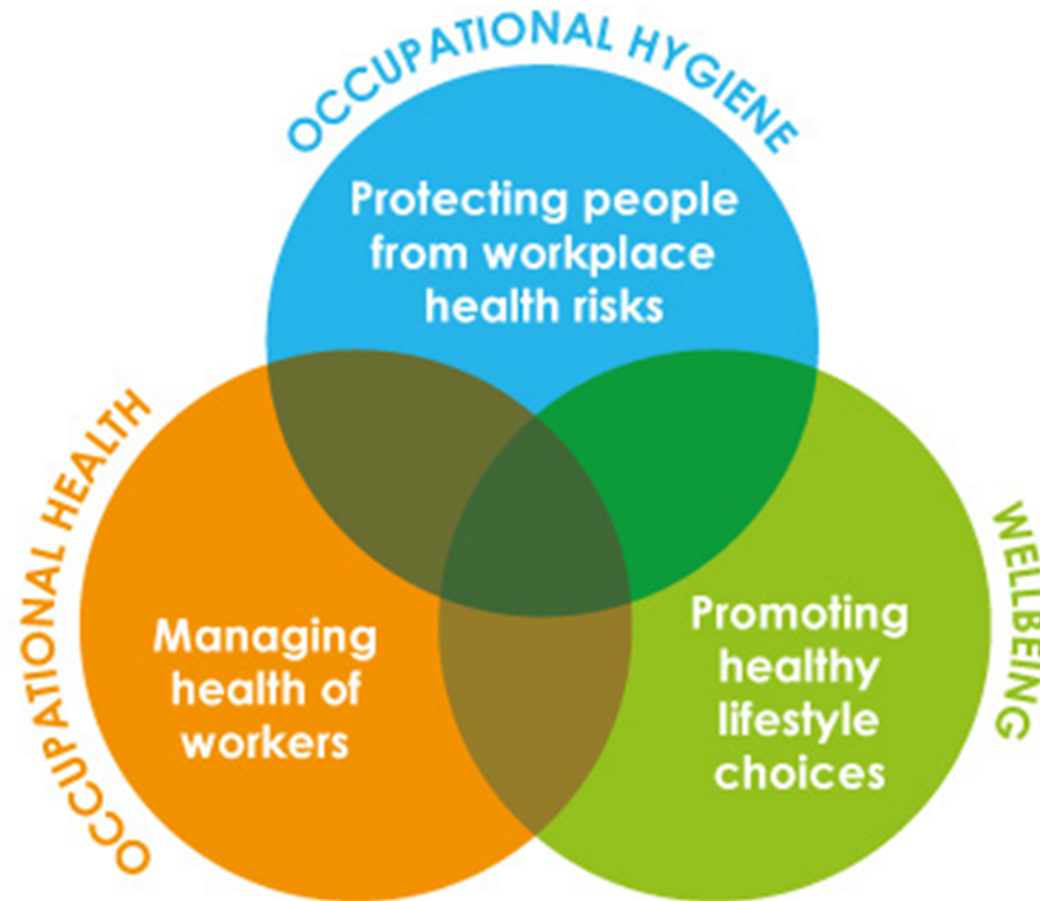 OCCUPATIONAL HYGIENE
Protecting people
from workplace
health risks
OCCUPATIONAL HEALTH
Managing
health of
workers
Promoting
healthy
lifestyle
choices
WELLBEING